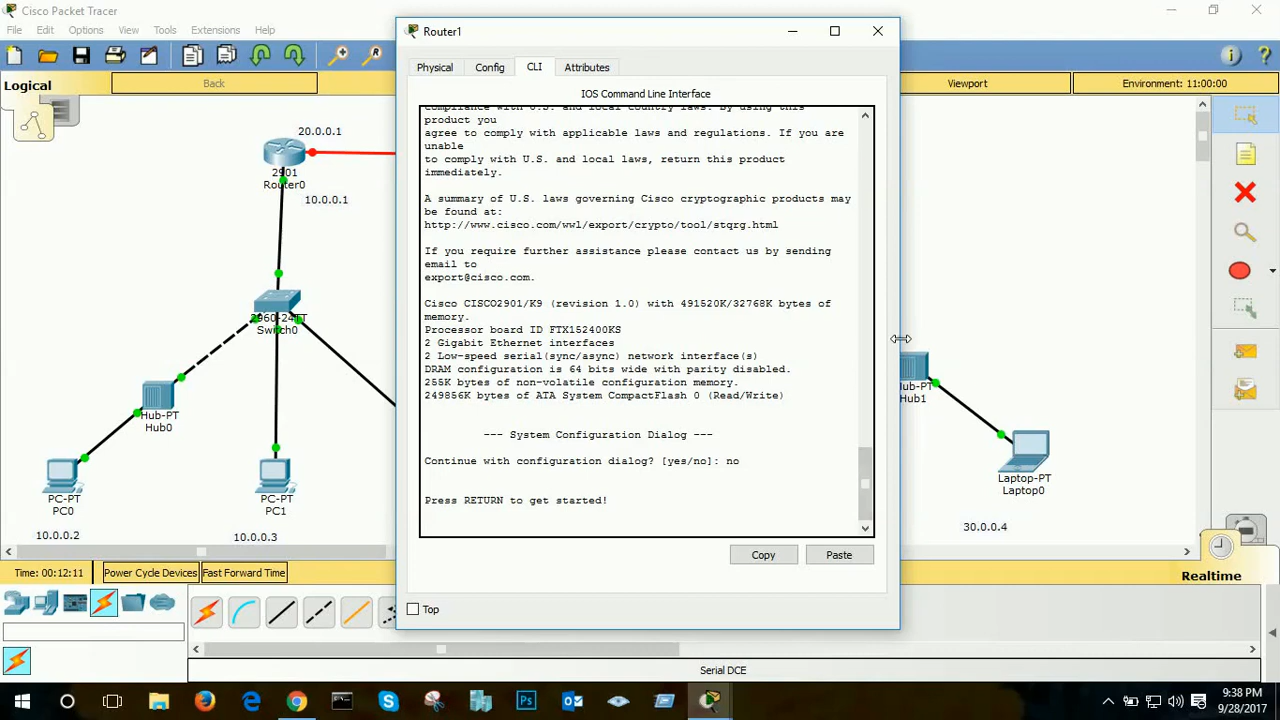 Cisco Packet Tracer
File Edit Options View Tools Extensions
Logical
Back
Viewport
Environment: 11:00:00
Router1
Physical
Config
CLI
Attributes
IOS Command Line Interface
Compliance with U.S. and local country laws. By using this
product you
agree to comply with applicable laws and regulations. If you are
unable
to comply with U.S. and local laws, return this product
immediately.
A summary of U.S. laws governing Cisco cryptographic products may
be found at:
http://www.cisco.com/wwl/export/crypto/tool/stqrg.html
If you require further assistance please contact us by sending
email to
export@cisco.com.
Cisco CISCO2901/K9 (revision 1.0) with 491520K/32768K bytes of
memory.
Processor board ID FTX152400KS
2 Gigabit Ethernet interfaces
2 Low-speed serial(sync/async) network interface(s)
DRAM configuration is 64 bits wide with parity disabled.
255K bytes of non-volatile configuration memory.
249856K bytes of ATA System CompactFlash 0 (Read/Write)
--- System Configuration Dialog ---
Continue with configuration dialog? [yes/no]: no
Press RETURN to get started!
Copy
Paste
Top
20.0.0.1
2901
Router0
10.0.0.1
2960-24TT
Switch0
Hub-PT
Hub0
PC-PT
PC0
10.0.0.2
PC-PT
PC1
10.0.0.3
Hub1
Laptop-PT
Laptop0
30.0.0.4
Time: 00:12:11
Power Cycle Devices
Fast Forward Time
Realtime
Serial DCE
9:38 PM
9/28/2017